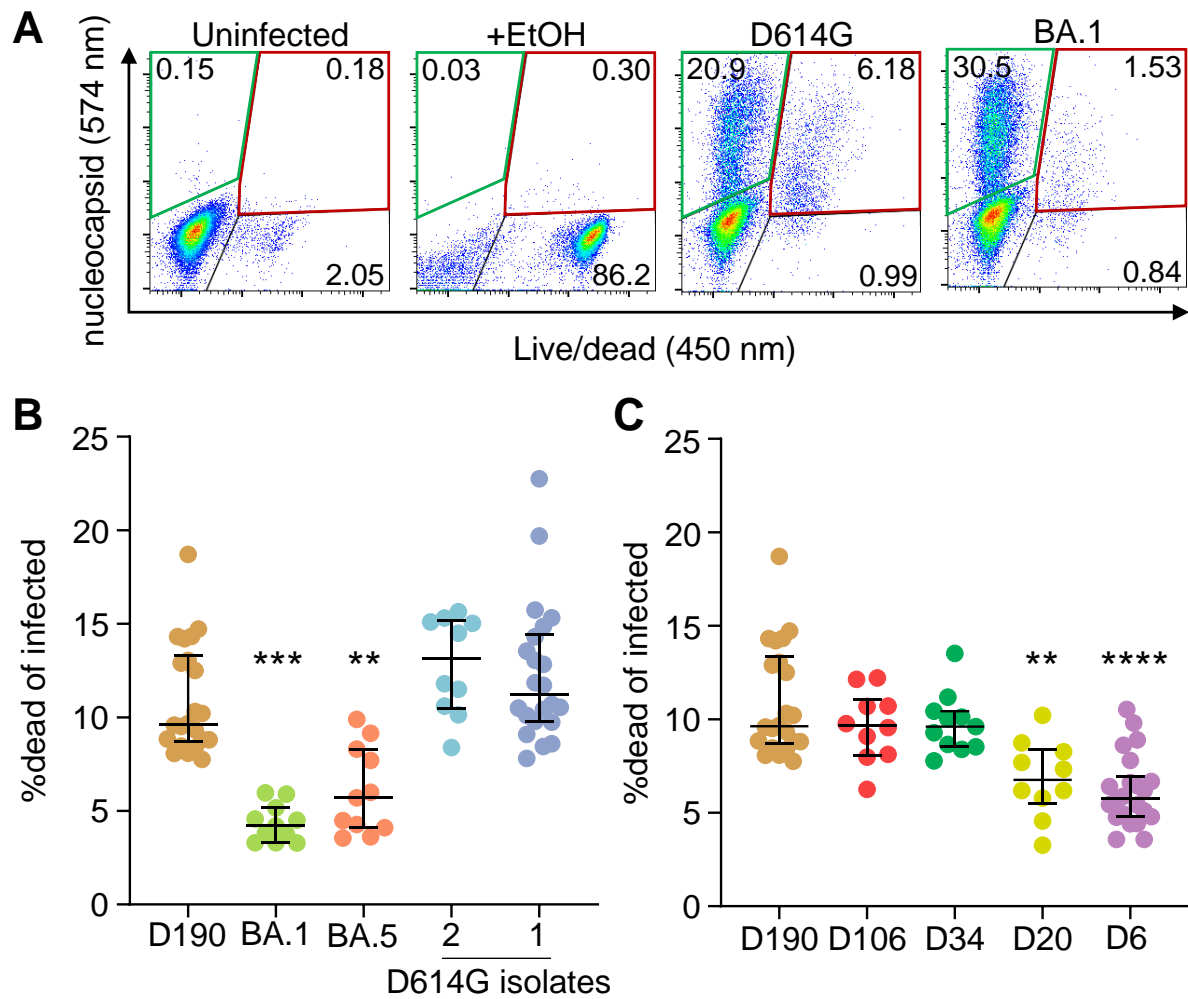 A
Uninfected
+EtOH
D614G
BA.1
0.15
0.18
0.03
0.30
20.9
6.18
30.5
1.53
2.05
86.2
0.99
0.84
nucleocapsid (574 nm)
Live/dead (450 nm)
B
25
20
15
10
5
0
%dead of infected
***
**
D190
BA.1
BA.5
2
1
D614G isolates
C
25
20
15
10
5
0
%dead of infected
**
****
D190
D106
D34
D20
D6